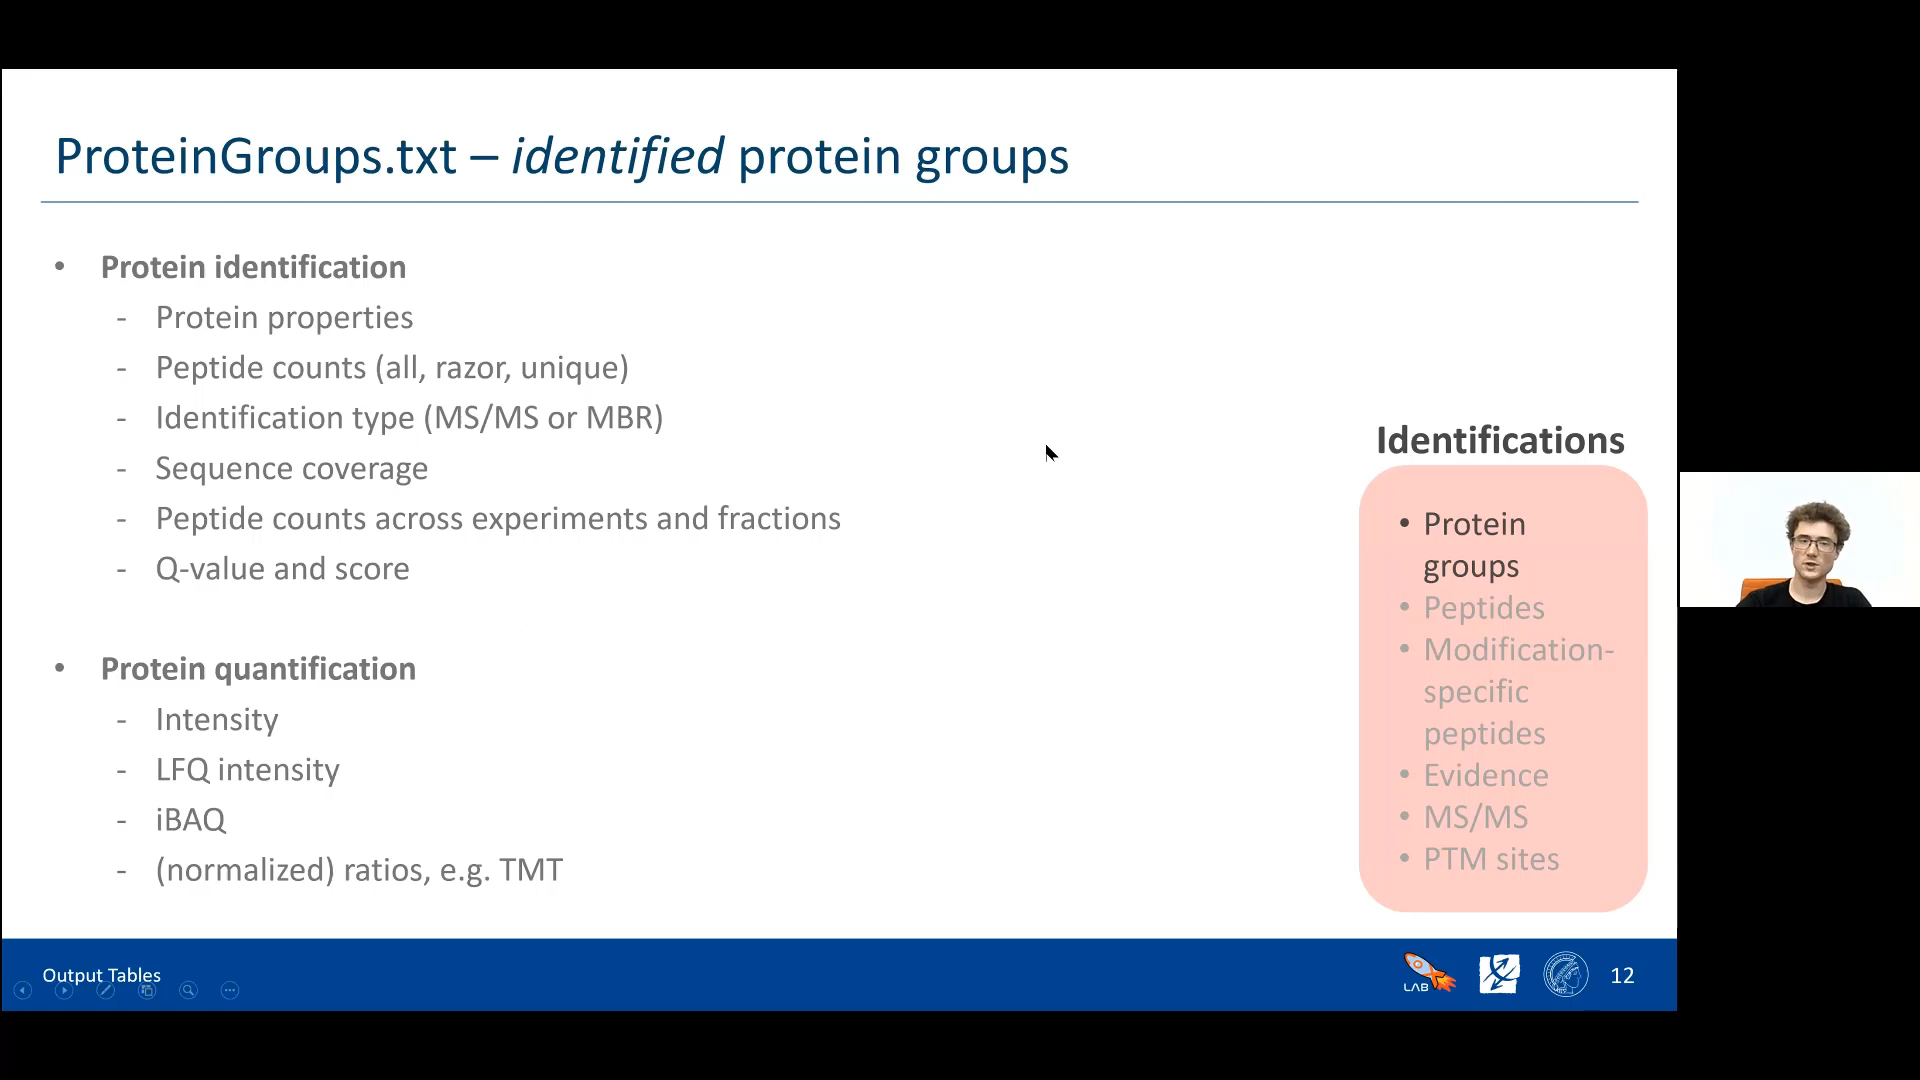 ProteinGroups.txt – identified protein groups
• Protein identification
- Protein properties
- Peptide counts (all, razor, unique)
- Identification type (MS/MS or MBR)
- Sequence coverage
- Peptide counts across experiments and fractions
- Q-value and score
• Protein quantification
- Intensity
- LFQ intensity
- iBAQ
- (normalized) ratios, e.g. TMT
Identifications
• Protein
groups
• Peptides
• Modification-
specific
peptides
• Evidence
• MS/MS
• PTM sites
Output Tables
LAB
12